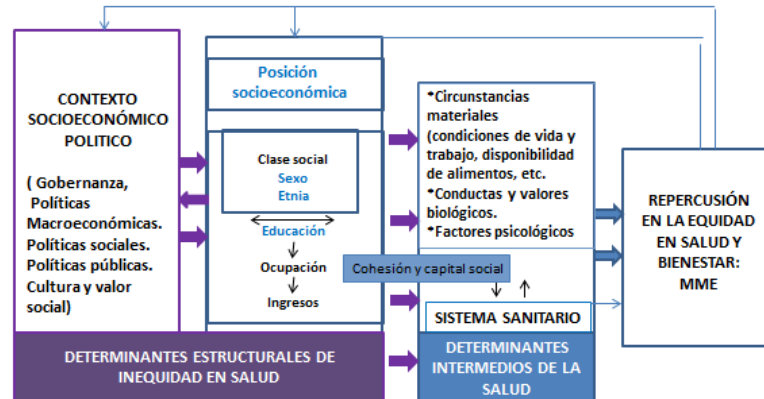 CONTEXTO
SOCIOECONÓMICO
POLITICO
( Gobernanza,
Políticas
Macroeconómicas.
Políticas sociales.
Políticas públicas.
Cultura y valor
social)
Posición
socioeconómica
Clase social
Sexo
Etnia
Educación
Ocupación
Ingresos
*Circunstancias
materiales
(condiciones de vida y
trabajo, disponibilidad
de alimentos, etc.
*Conductas y valores
biológicos.
*Factores psicológicos
Cohesión y capital social
SISTEMA SANITARIO
REPERCUSIÓN
EN LA EQUIDAD
EN SALUD Y
BIENESTAR:
MME
DETERMINANTES ESTRUCTURALES DE
INEQUIDAD EN SALUD
DETERMINANTES
INTERMEDIOS DE LA
SALUD